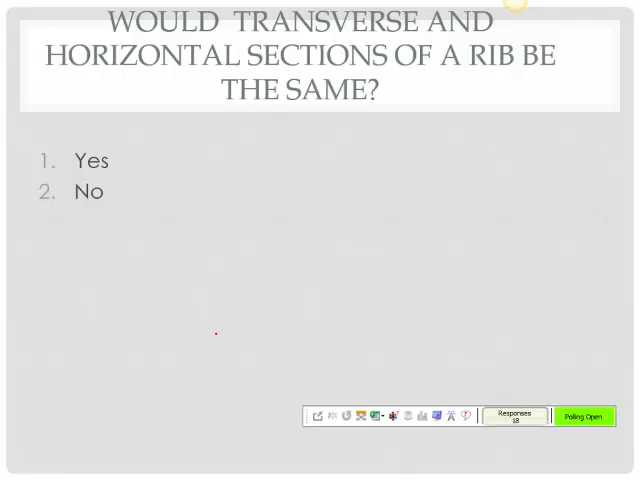 WOULD TRANSVERSE AND
HORIZONTAL SECTIONS OF A RIB BE
THE SAME?
1. Yes
2. No
Responses
18
Polling Open